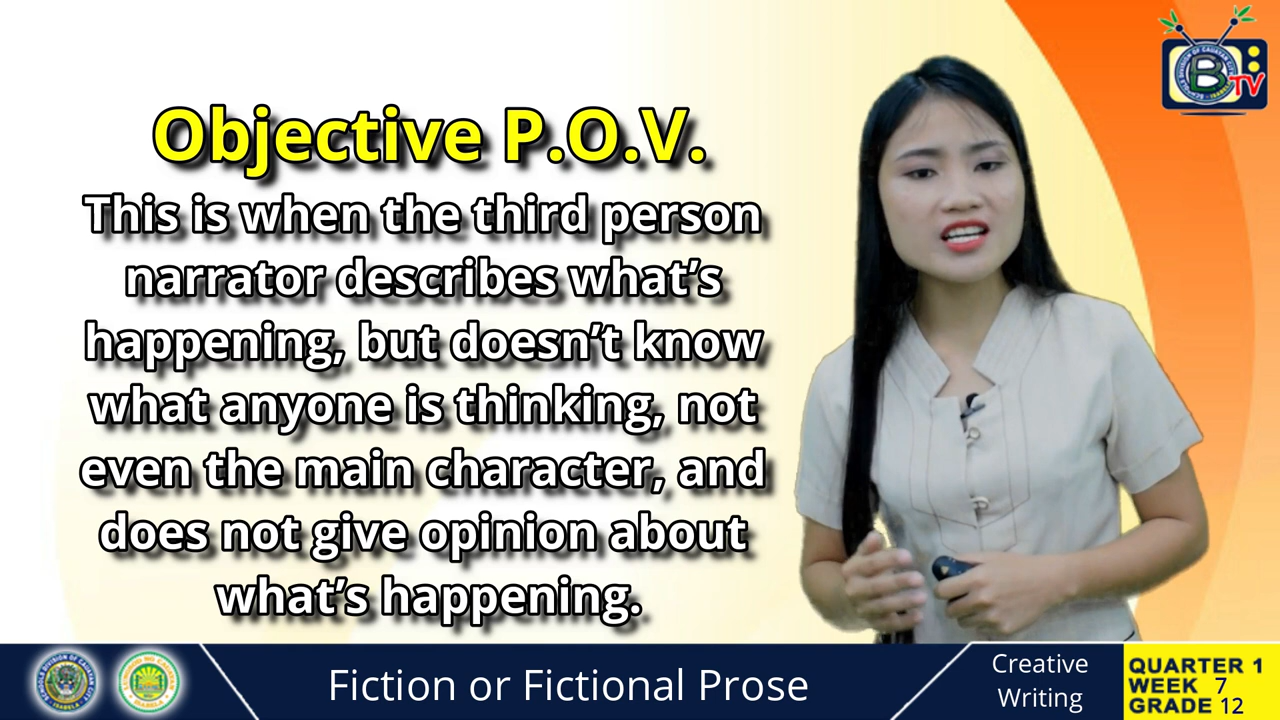 Objective P.O.V.
This is when the third person
narrator describes what's
happening, but doesn't know
what anyone is thinking, not
even the main character, and
does not give opinion about
what's happening.
B
TV
Fiction or Fictional Prose
Creative
Writing
QUARTER 1
WEEK 7
GRADE 12